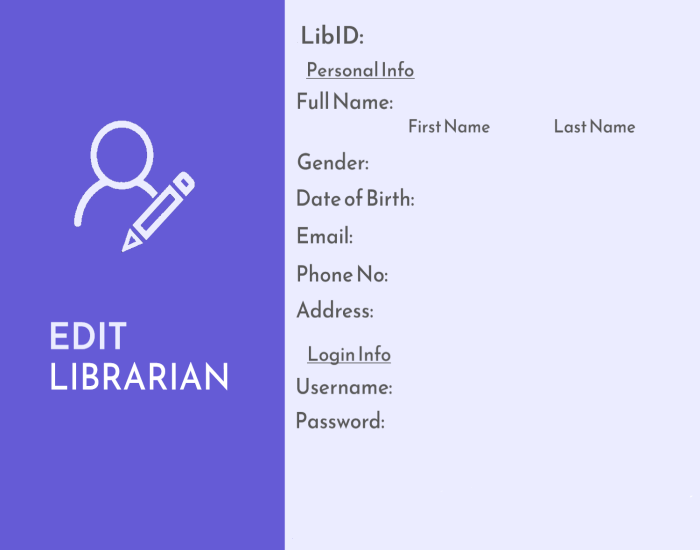 EDIT
LIBRARIAN
LibID:
Personal Info
Full Name:
First Name Last Name
Gender:
Date of Birth:
Email:
Phone No:
Address:
Login Info
Username:
Password: